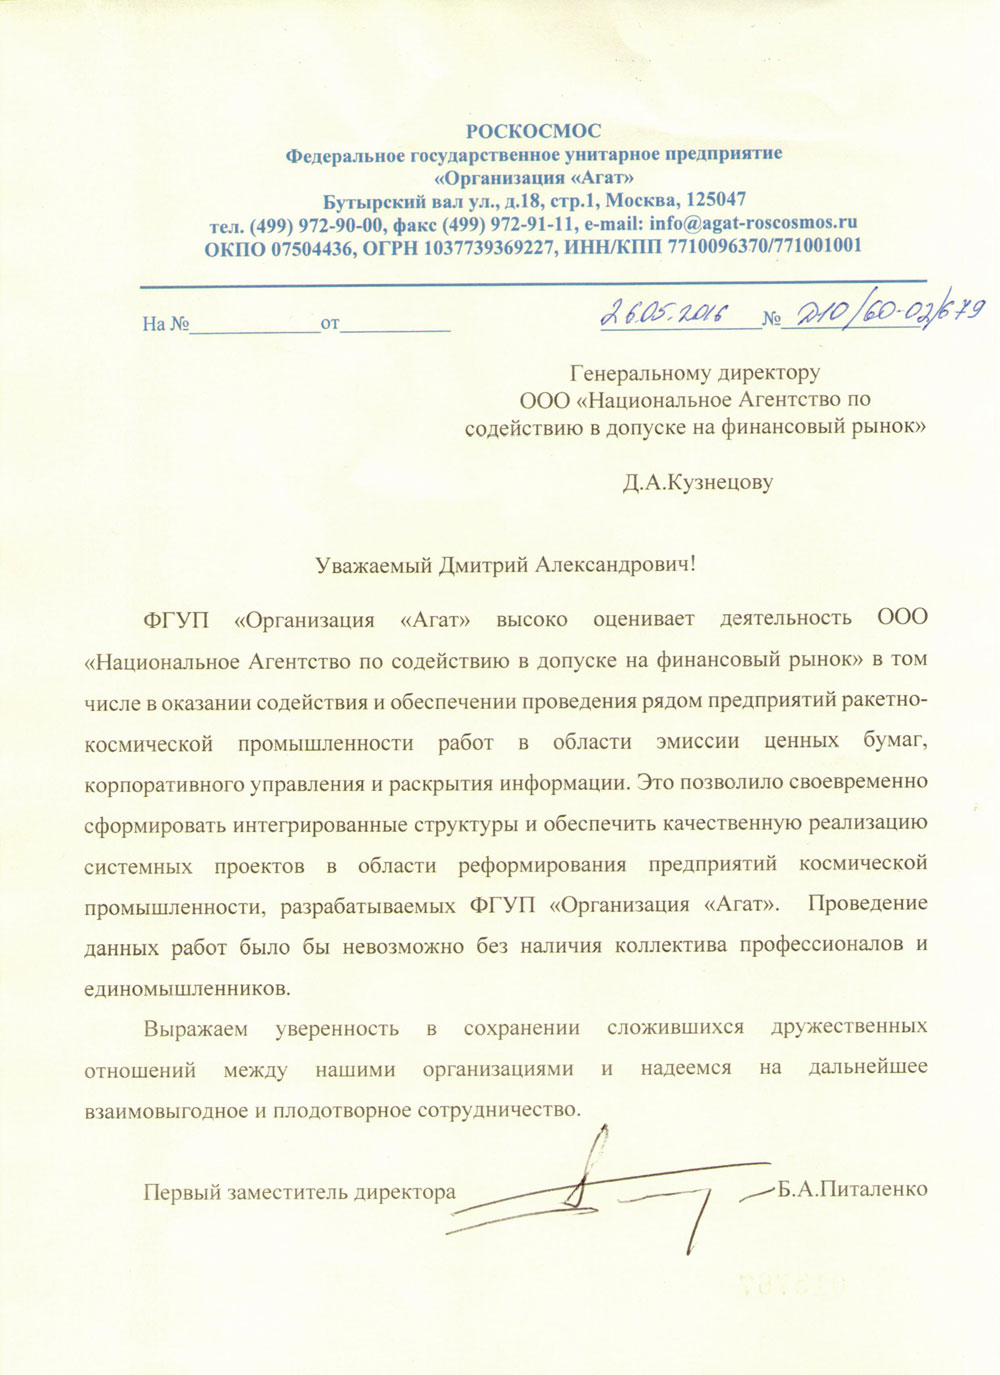 РОСКОСМОС
Федеральное государственное унитарное предприятие
«Организация «Агат»
Бутырский вал ул., д.18, стр.1, Москва, 125047
тел. (499) 972-90-00, факс (499) 972-91-11, e-mail: info@agat-roscosmos.ru
ОКПО 07504436, ОГРН 1037739369227, ИНН/КПП 7710096370/771001001
На №____________от__________ 26.05.2016 № Д10/60-02/679
Генеральному директору
ООО «Национальное Агентство по
содействию в допуске на финансовый рынок»
Д.А.Кузнецову
Уважаемый Дмитрий Александрович!
ФГУП «Организация «Агат» высоко оценивает деятельность ООО
«Национальное Агентство по содействию в допуске на финансовый рынок» в том
числе в оказании содействия и обеспечении проведения рядом предприятий ракетно-
космической промышленности работ в области эмиссии ценных бумаг,
корпоративного управления и раскрытия информации. Это позволило своевременно
сформировать интегрированные структуры и обеспечить качественную реализацию
системных проектов в области реформирования предприятий космической
промышленности, разрабатываемых ФГУП «Организация «Агат». Проведение
данных работ было бы невозможно без наличия коллектива профессионалов и
единомышленников.
Выражаем уверенность в сохранении сложившихся дружественных
отношений между нашими организациями и надеемся на дальнейшее
взаимовыгодное и плодотворное сотрудничество.
Первый заместитель директора Б.А.Питаленко